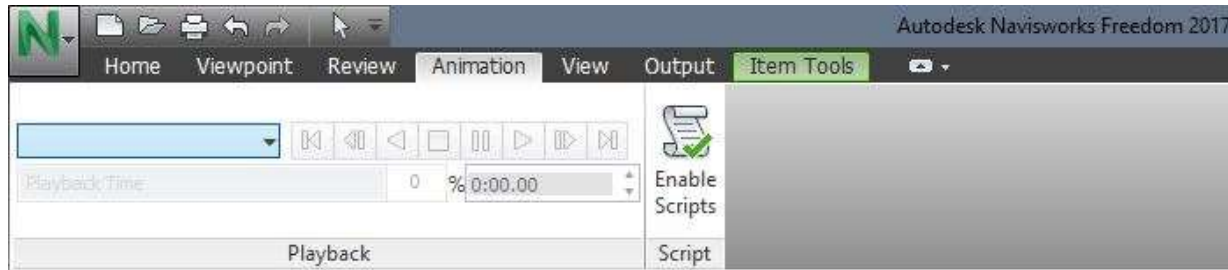 Autodesk Navisworks Freedom 2017
Home Viewpoint Review Animation View Output Item Tools
Playback Time 0 % 0:00.00
Enable
Scripts
Playback Script